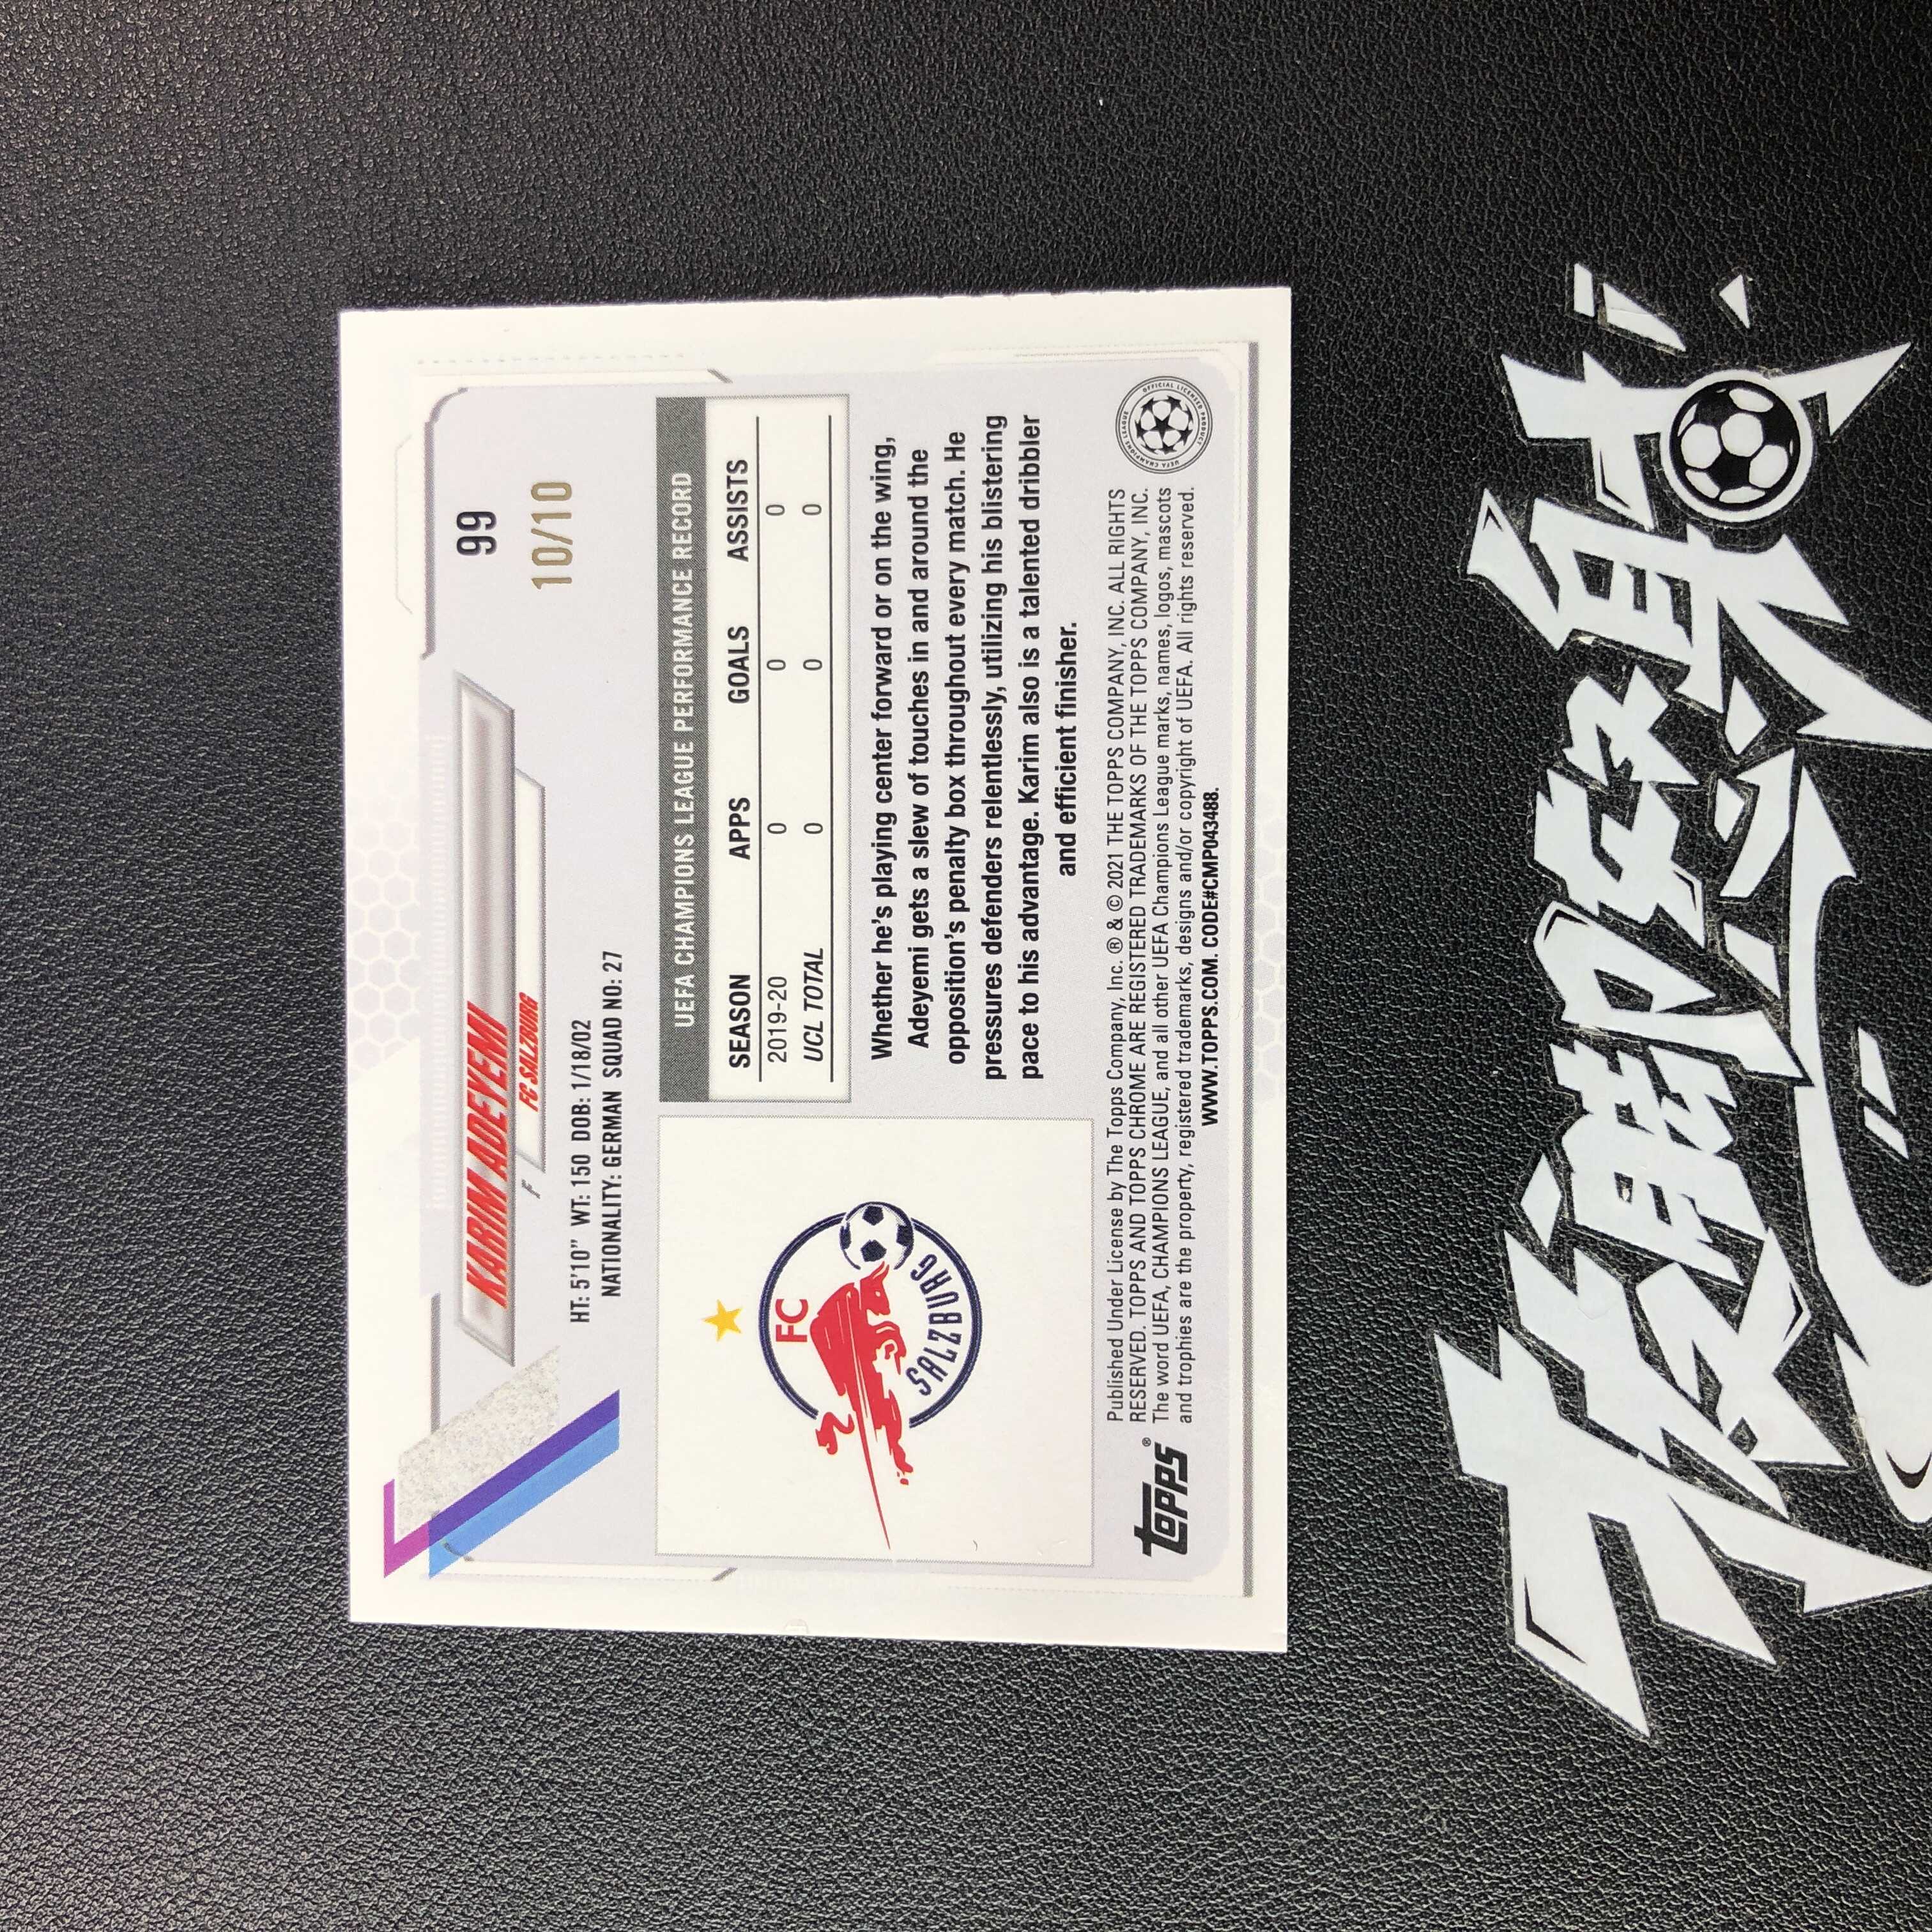 KARIM ADEYEMI
99
F FC SALZBURG
10/10
HT: 5'10" WT: 150 DOB: 1/18/02
NATIONALITY: GERMAN SQUAD NO: 27
UEFA CHAMPIONS LEAGUE PERFORMANCE RECORD
SEASON APPS GOALS ASSISTS
2019-20 0 0 0
UCL TOTAL 0 0 0
FC
SALZBURG
Whether he's playing center forward or on the wing,
Adeyemi gets a slew of touches in and around the
opposition's penalty box throughout every match. He
pressures defenders relentlessly, utilizing his blistering
pace to his advantage. Karim also is a talented dribbler
and efficient finisher.
topps®
Published Under License by The Topps Company, Inc. ® & © 2021 THE TOPPS COMPANY, INC. ALL RIGHTS
RESERVED. TOPPS AND TOPPS CHROME ARE REGISTERED TRADEMARKS OF THE TOPPS COMPANY, INC.
The word UEFA, CHAMPIONS LEAGUE, and all other UEFA Champions League marks, names, logos, mascots
and trophies are the property, registered trademarks, designs and/or copyright of UEFA. All rights reserved.
WWW.TOPPS.COM. CODE#CMP043488.
UEFA CHAMPIONS LEAGUE
OFFICIAL LICENSED PRODUCT